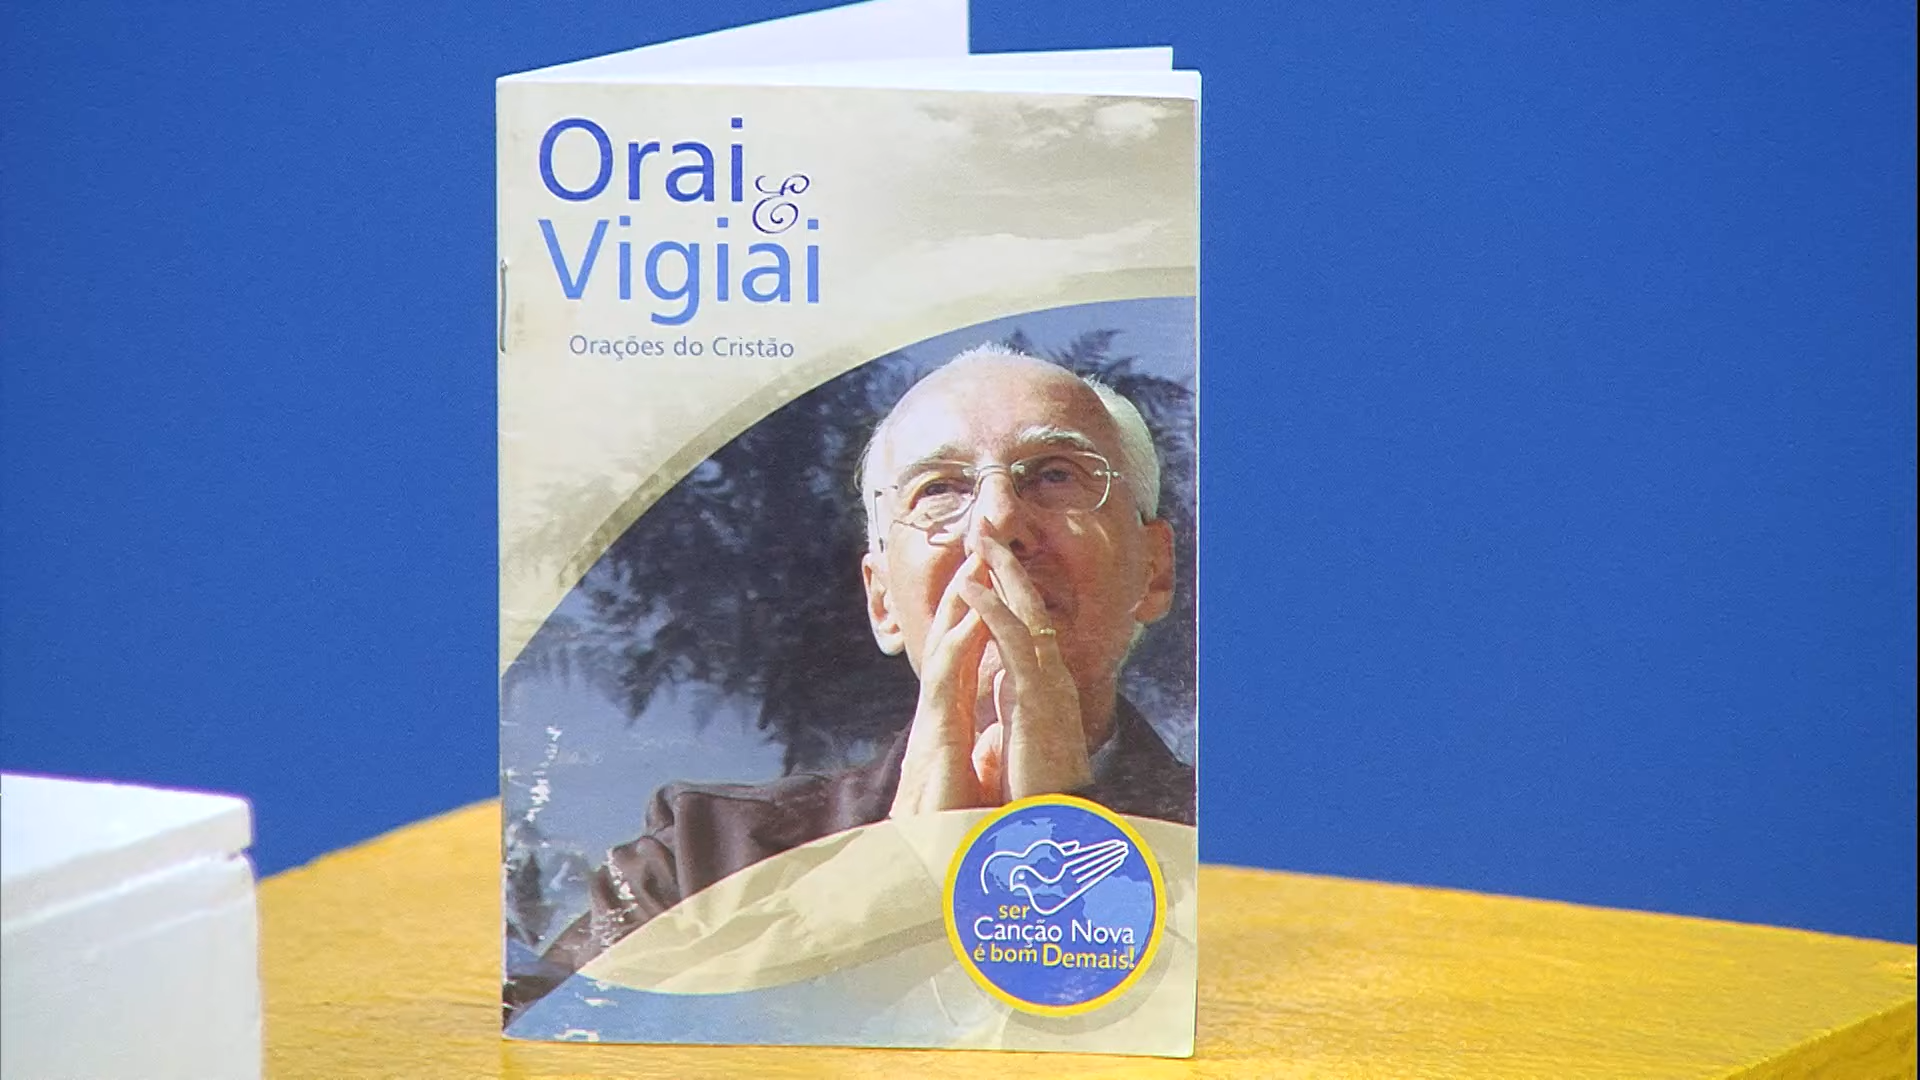 Orai &
Vigiai
Orações do Cristão
ser
Canção Nova
é bom Demais!